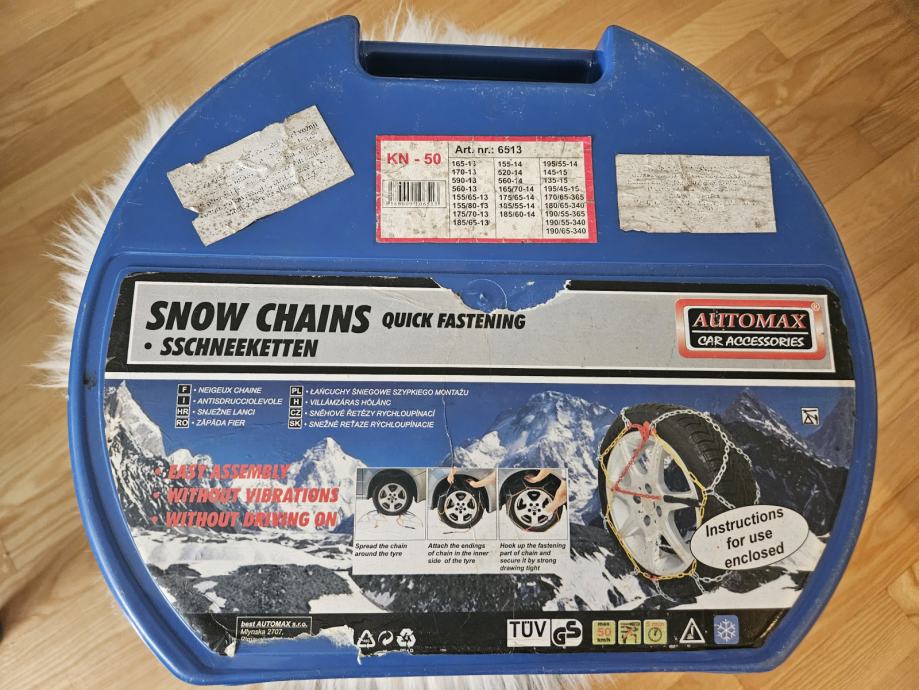 KN - 50
Art. nr.: 6513
165-13 155-14 195/55-14
170-13 520-14 145-15
590-13 560-14 135-15
560-13 165/70-14 195/45-15
155/65-13 175/65-14 170/65-365
155/80-13 185/55-14 180/65-340
175/70-13 185/60-14 190/55-365
185/65-13 190/55-340
190/65-340
SNOW CHAINS QUICK FASTENING
• SSCHNEEKETTEN
AUTOMAX®
CAR ACCESSORIES
F • NEIGEUX CHAINE
I • ANTISDRUCCIOLEVOLE
HR • SNJEŽNE LANCI
RO • ZĂPADA FIER
PL • ŁAŃCUCHY ŚNIEGOWE SZYPKIEGO MONTAŻU
H • VILLÁMZÁRAS HÓLÁNC
CZ • SNĚHOVÉ ŘETĚZY RYCHLOUPÍNACÍ
SK • SNEŽNÉ REŤAZE RÝCHLOUPÍNACIE
• EASY ASSEMBLY
• WITHOUT VIBRATIONS
• WITHOUT DRIVING ON
Spread the chain
around the tyre
Attach the endings
of chain in the inner
side of the tyre
Hook up the fastening
part of chain and
secure it by strong
drawing tight
Instructions
for use
enclosed
best AUTOMAX s.r.o.
Mlynska 2707,
TÜV GS
max
50
km/h
5 min